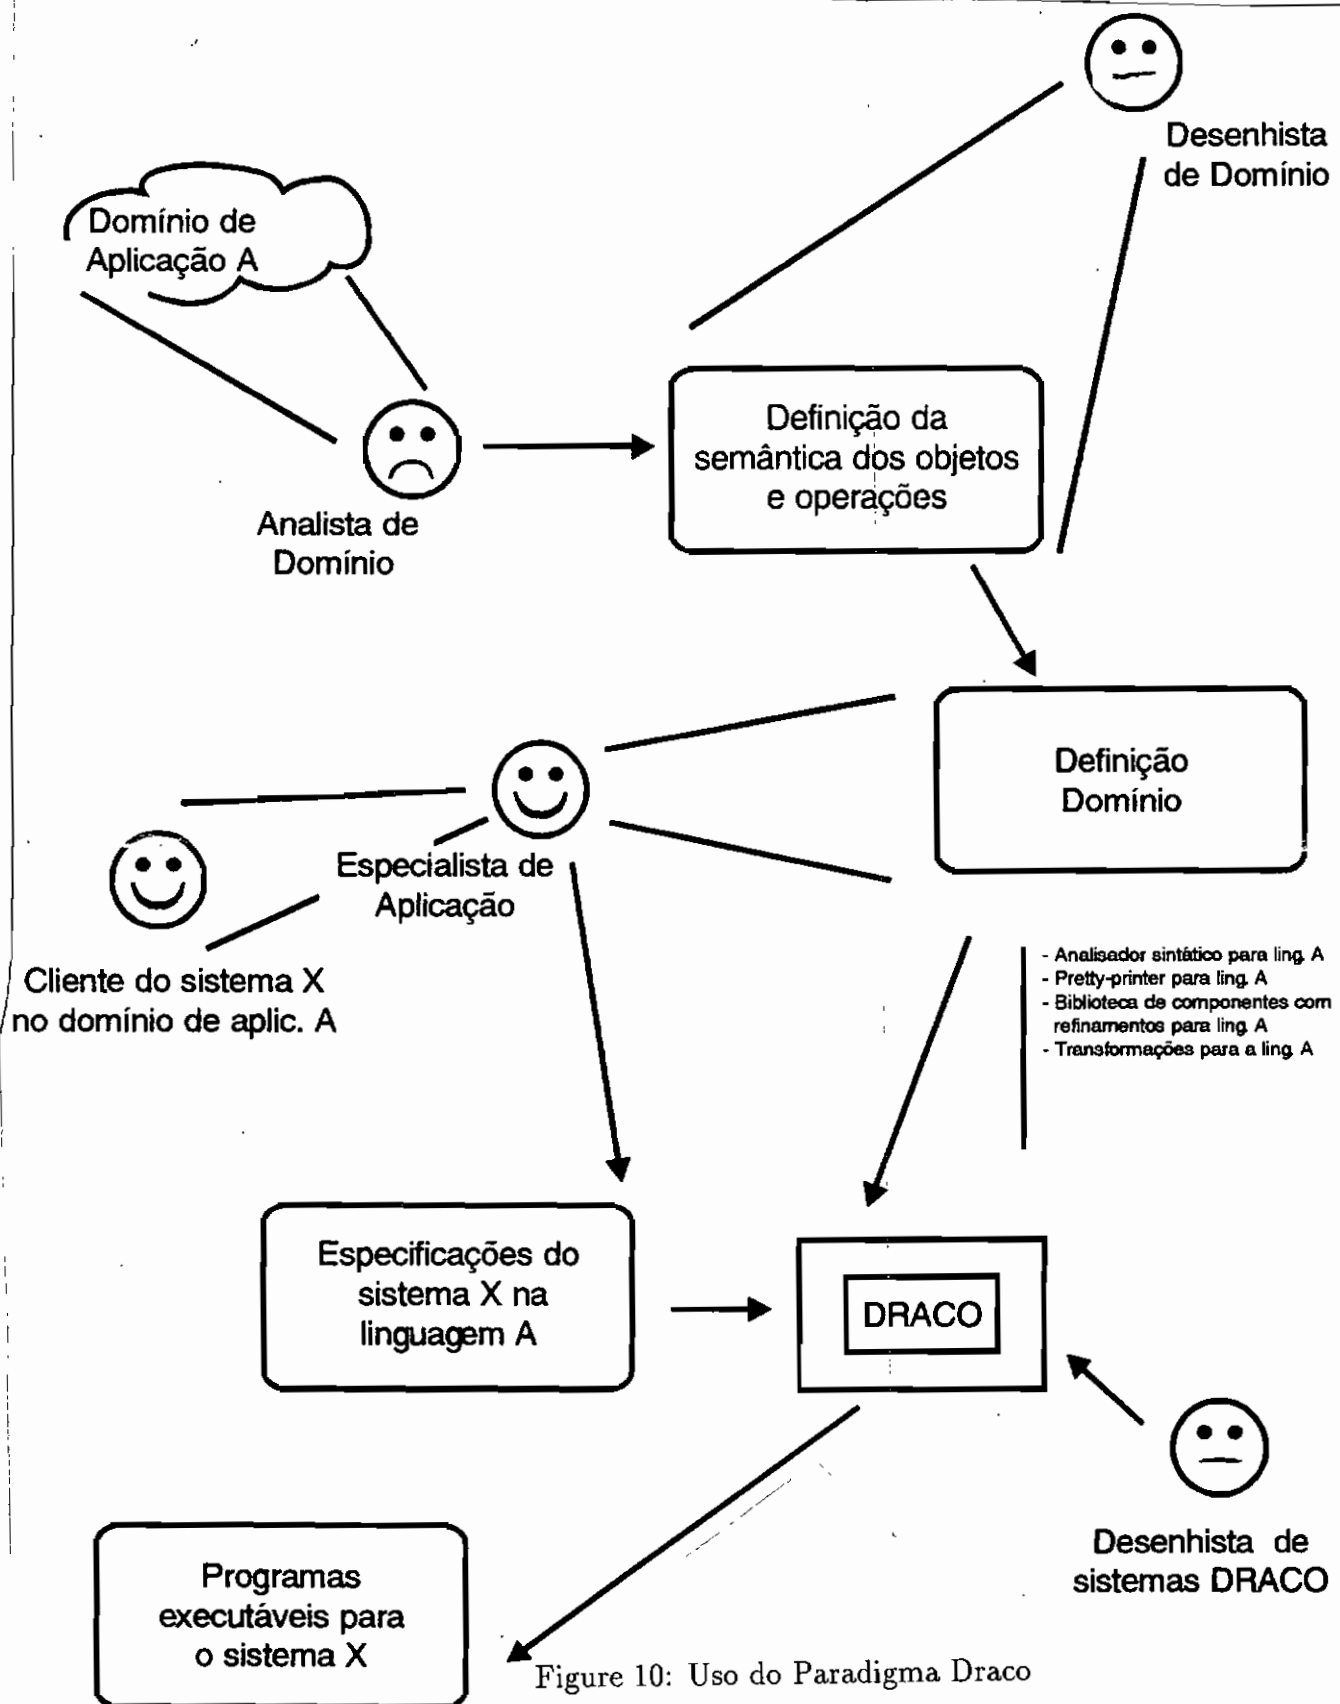 Desenhista
de Domínio
Domínio de
Aplicação A
Definição da
semântica dos objetos
e operações
Analista de
Domínio
Definição
Domínio
Especialista de
Aplicação
Cliente do sistema X
no domínio de aplic. A
- Analisador sintático para ling. A
- Pretty-printer para ling. A
- Biblioteca de componentes com
refinamentos para ling. A
- Transformações para a ling. A
Especificações do
sistema X na
linguagem A
DRACO
Desenhista de
sistemas DRACO
Programas
executáveis para
o sistema X
Figure 10: Uso do Paradigma Draco